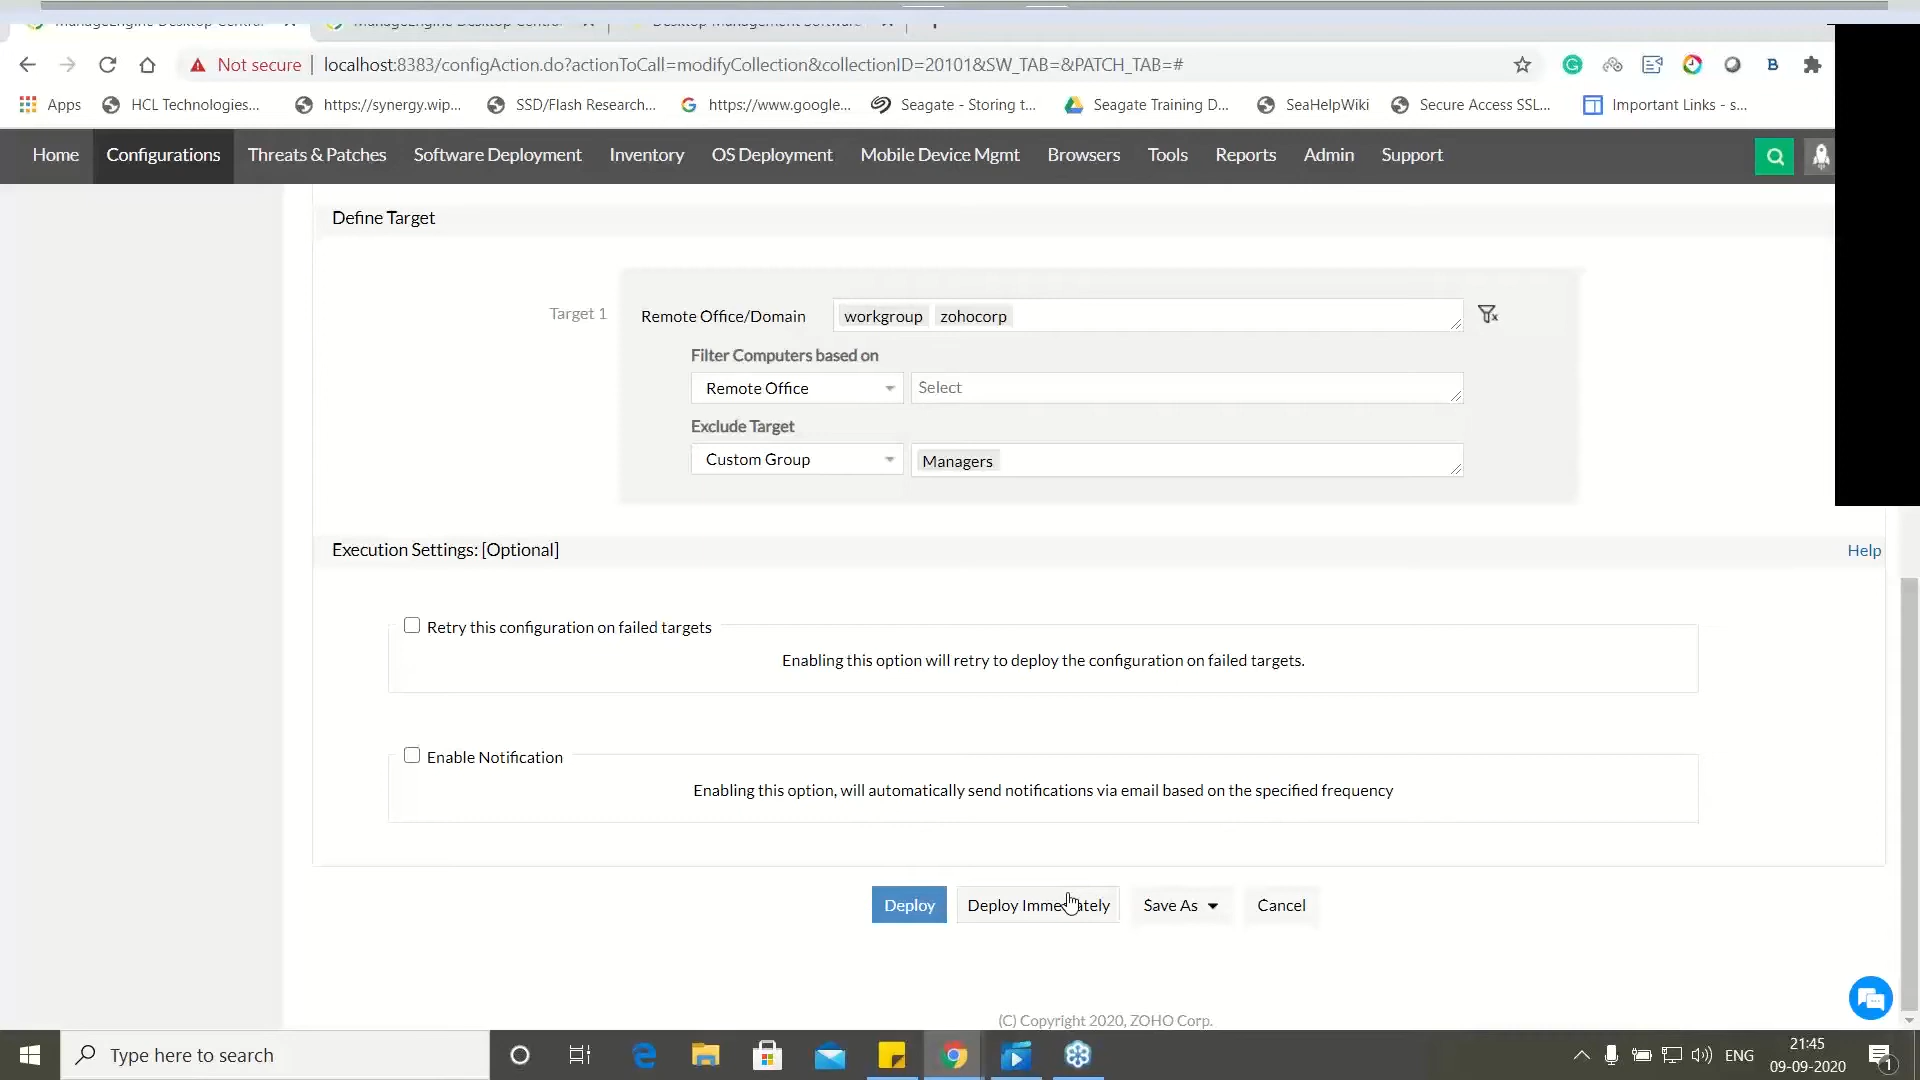 Not secure localhost:8383/configAction.do?actionToCall=modifyCollection&collectionID=20101&SW_TAB=&PATCH_TAB=#
Apps HCL Technologies... https://synergy.wip... SSD/Flash Research... https://www.google... Seagate - Storing t... Seagate Training D... SeaHelpWiki Secure Access SSL... Important Links - s...
Home Configurations Threats & Patches Software Deployment Inventory OS Deployment Mobile Device Mgmt Browsers Tools Reports Admin Support
Define Target
Target 1 Remote Office/Domain workgroup zohocorp
Filter Computers based on
Remote Office Select
Exclude Target
Custom Group Managers
Execution Settings: [Optional] Help
Retry this configuration on failed targets
Enabling this option will retry to deploy the configuration on failed targets.
Enable Notification
Enabling this option, will automatically send notifications via email based on the specified frequency
Deploy Deploy Immediately Save As Cancel
(C) Copyright 2020, ZOHO Corp.
Type here to search ENG 21:45
09-09-2020 1